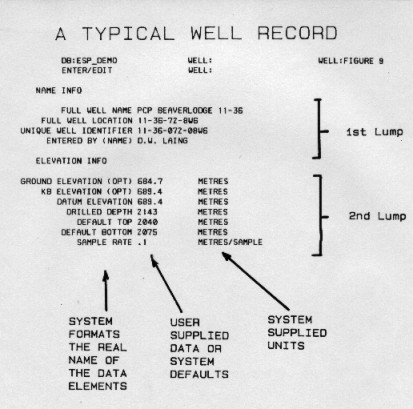 A TYPICAL WELL RECORD
DB:ESP_DEMO WELL: WELL:FIGURE 9
ENTER/EDIT WELL:
NAME INFO
FULL WELL NAME PCP BEAVERLODGE 11-36
FULL WELL LOCATION 11-36-72-8W6
UNIQUE WELL IDENTIFIER 11-36-072-08W6
ENTERED BY (NAME) D.W. LAING
1st Lump
ELEVATION INFO
GROUND ELEVATION (OPT) 684.7 METRES
KB ELEVATION (OPT) 689.4 METRES
DATUM ELEVATION 689.4 METRES
DRILLED DEPTH 2143 METRES
DEFAULT TOP 2040 METRES
DEFAULT BOTTOM 2075 METRES
SAMPLE RATE .1 METRES/SAMPLE
2nd Lump
SYSTEM
FORMATS
THE REAL
NAME OF
THE DATA
ELEMENTS
USER
SUPPLIED
DATA OR
SYSTEM
DEFAULTS
SYSTEM
SUPPLIED
UNITS